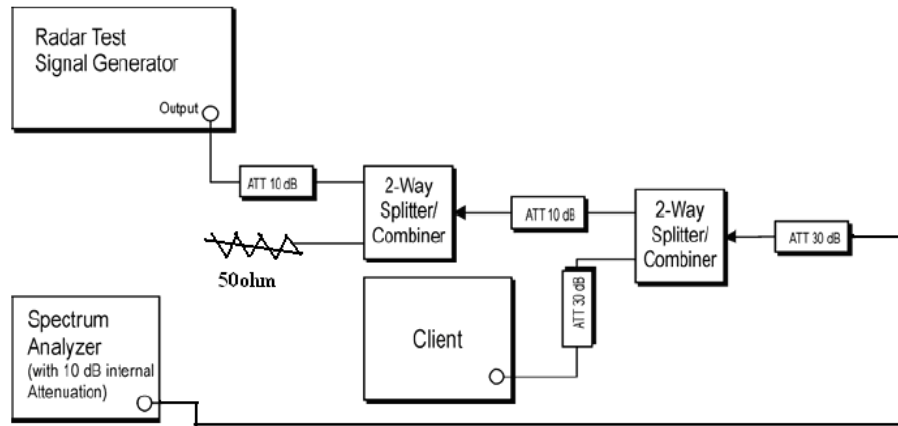 Radar Test
Signal Generator
Output
ATT 10 dB
2-Way
Splitter/
Combiner
ATT 10 dB
2-Way
Splitter/
Combiner
ATT 30 dB
50ohm
ATT 30 dB
Spectrum
Analyzer
(with 10 dB internal
Attenuation)
Client